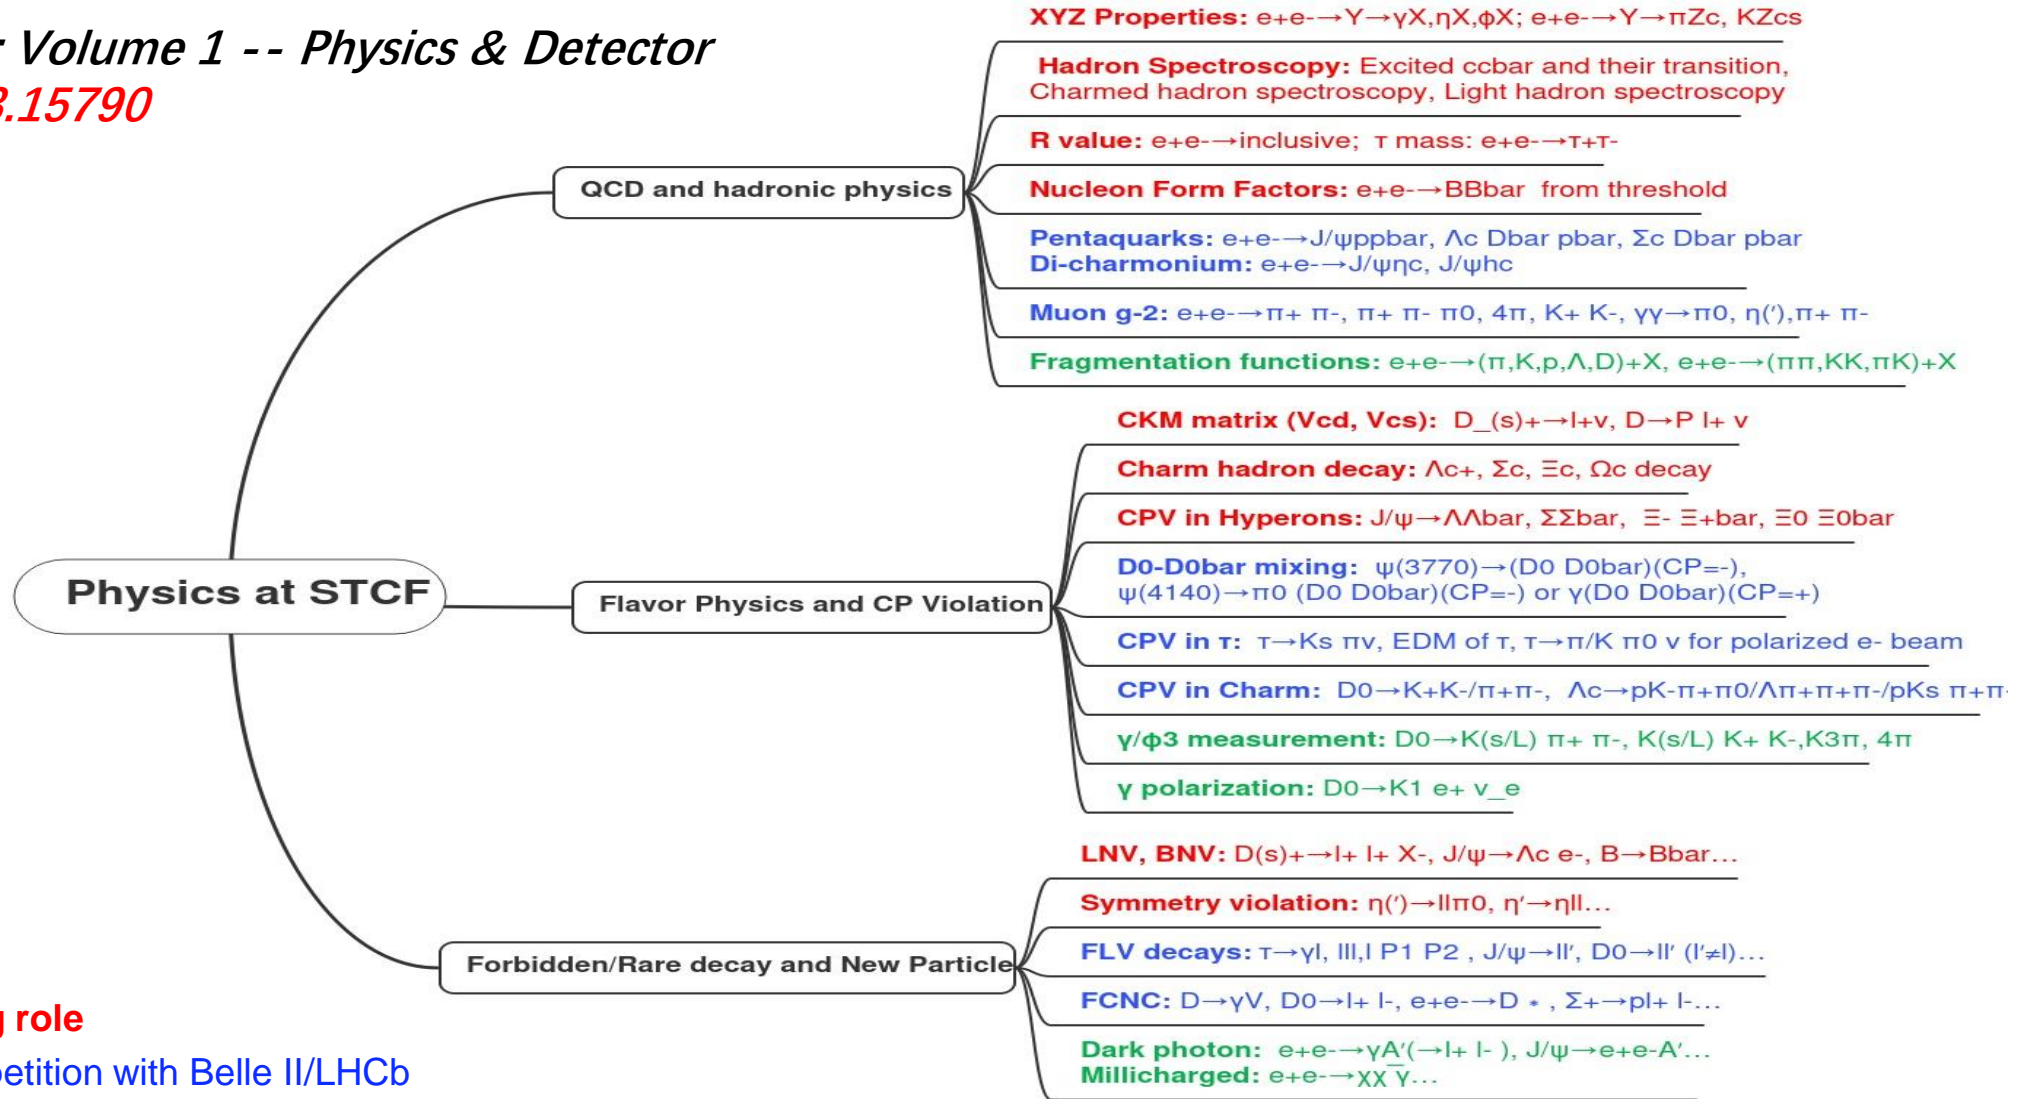 : Volume 1 -- Physics & Detector
3.15790
Physics at STCF
QCD and hadronic physics
XYZ Properties: e+e-→Y→γX,ηX,ϕX; e+e-→Y→πZc, KZcs
Hadron Spectroscopy: Excited ccbar and their transition,
Charmed hadron spectroscopy, Light hadron spectroscopy
R value: e+e-→inclusive; τ mass: e+e-→τ+τ-
Nucleon Form Factors: e+e-→BBbar from threshold
Pentaquarks: e+e-→J/ψppbar, Λc Dbar pbar, Σc Dbar pbar
Di-charmonium: e+e-→J/ψηc, J/ψhc
Muon g-2: e+e-→π+ π-, π+ π- π0, 4π, K+ K-, γγ→π0, η('),π+ π-
Fragmentation functions: e+e-→(π,K,p,Λ,D)+X, e+e-→(ππ,KK,πK)+X
Flavor Physics and CP Violation
CKM matrix (Vcd, Vcs): D_(s)+→l+ν, D→P l+ ν
Charm hadron decay: Λc+, Σc, Ξc, Ωc decay
CPV in Hyperons: J/ψ→ΛΛbar, ΣΣbar, Ξ- Ξ+bar, Ξ0 Ξ0bar
D0-D0bar mixing: ψ(3770)→(D0 D0bar)(CP=-),
ψ(4140)→π0 (D0 D0bar)(CP=-) or γ(D0 D0bar)(CP=+)
CPV in τ: τ→Ks πν, EDM of τ, τ→π/K π0 ν for polarized e- beam
CPV in Charm: D0→K+K-/π+π-, Λc→pK-π+π0/Λπ+π+π-/pKs π+π-
γ/ϕ3 measurement: D0→K(s/L) π+ π-, K(s/L) K+ K-,K3π, 4π
γ polarization: D0→K1 e+ ν_e
Forbidden/Rare decay and New Particle
LNV, BNV: D(s)+→l+ l+ X-, J/ψ→Λc e-, B→Bbar…
Symmetry violation: η(')→llπ0, η'→ηll…
FLV decays: τ→γl, lll,l P1 P2 , J/ψ→ll', D0→ll' (l'≠l)…
FCNC: D→γV, D0→l+ l-, e+e-→D * , Σ+→pl+ l-…
Dark photon: e+e-→γA'(→l+ l- ), J/ψ→e+e-A'…
Millicharged: e+e-→χχ̄ γ…
role
petition with Belle II/LHCb